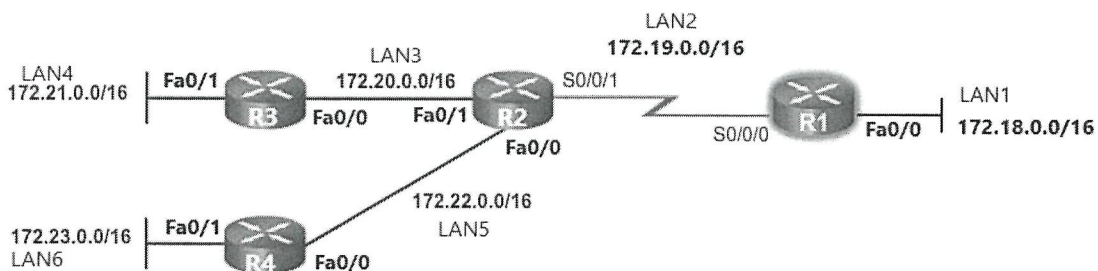 LAN2
172.19.0.0/16
LAN3
172.20.0.0/16
LAN4
172.21.0.0/16
Fa0/1
R3
Fa0/0
Fa0/1
R2
S0/0/1
Fa0/0
S0/0/0
R1
Fa0/0
LAN1
172.18.0.0/16
172.22.0.0/16
LAN5
172.23.0.0/16
LAN6
Fa0/1
R4
Fa0/0